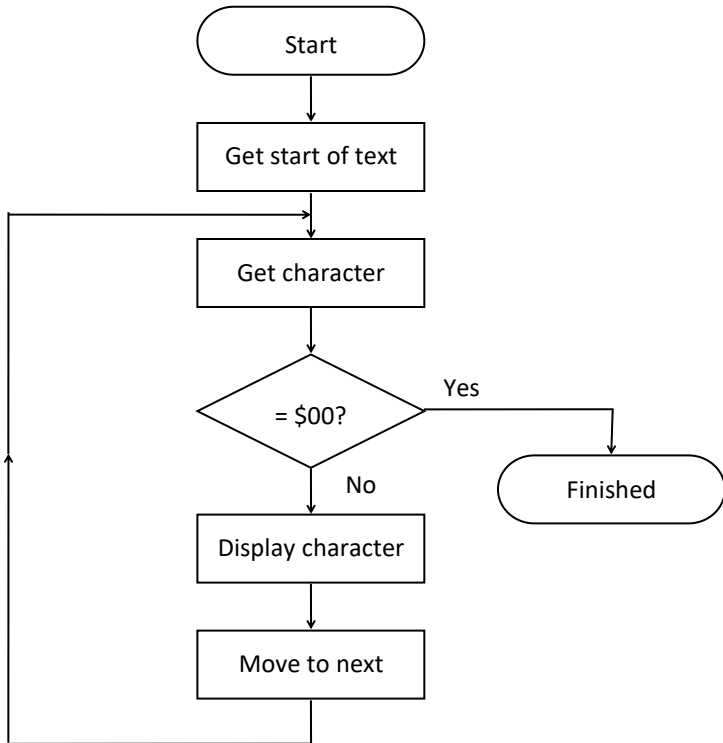 Start
Get start of text
Get character
= $00?
Yes
No
Finished
Display character
Move to next